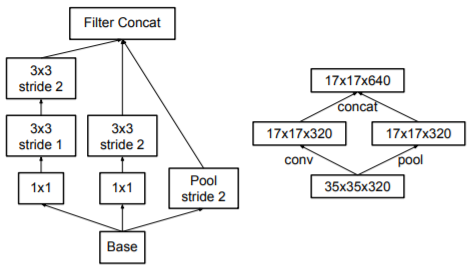 Filter Concat
3x3
stride 2
3x3
stride 1
3x3
stride 2
1x1
1x1
Pool
stride 2
Base
17x17x640
concat
17x17x320
17x17x320
conv
pool
35x35x320